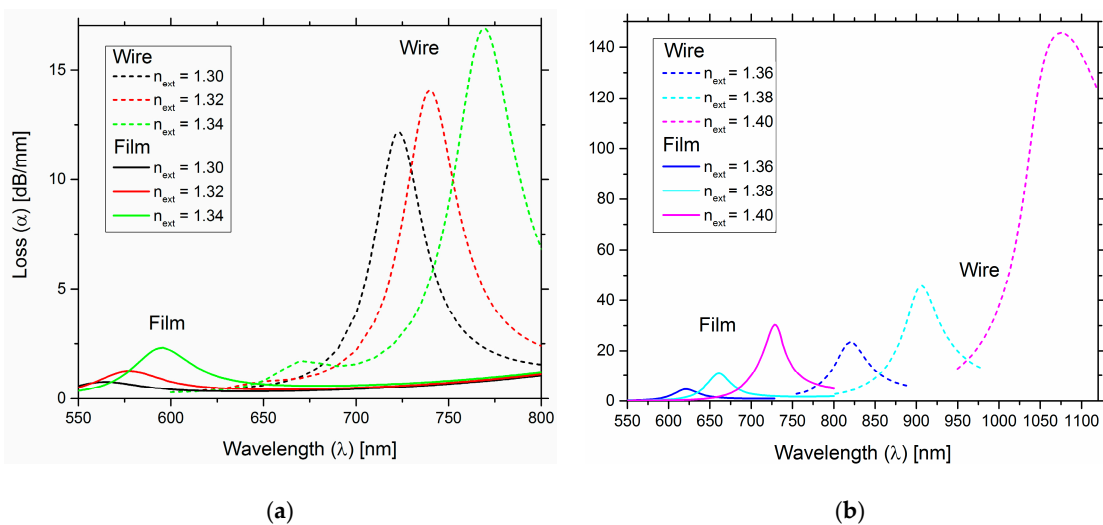 Wire
n_ext = 1.30
n_ext = 1.32
n_ext = 1.34
Film
n_ext = 1.30
n_ext = 1.32
n_ext = 1.34
Wire
Film
15
10
5
0
Loss (α) [dB/mm]
550 600 650 700 750 800
Wavelength (λ) [nm]
(a)
Wire
n_ext = 1.36
n_ext = 1.38
n_ext = 1.40
Film
n_ext = 1.36
n_ext = 1.38
n_ext = 1.40
Wire
Film
140
120
100
80
60
40
20
0
550 600 650 700 750 800 850 900 950 1000 1050 1100
Wavelength (λ) [nm]
(b)